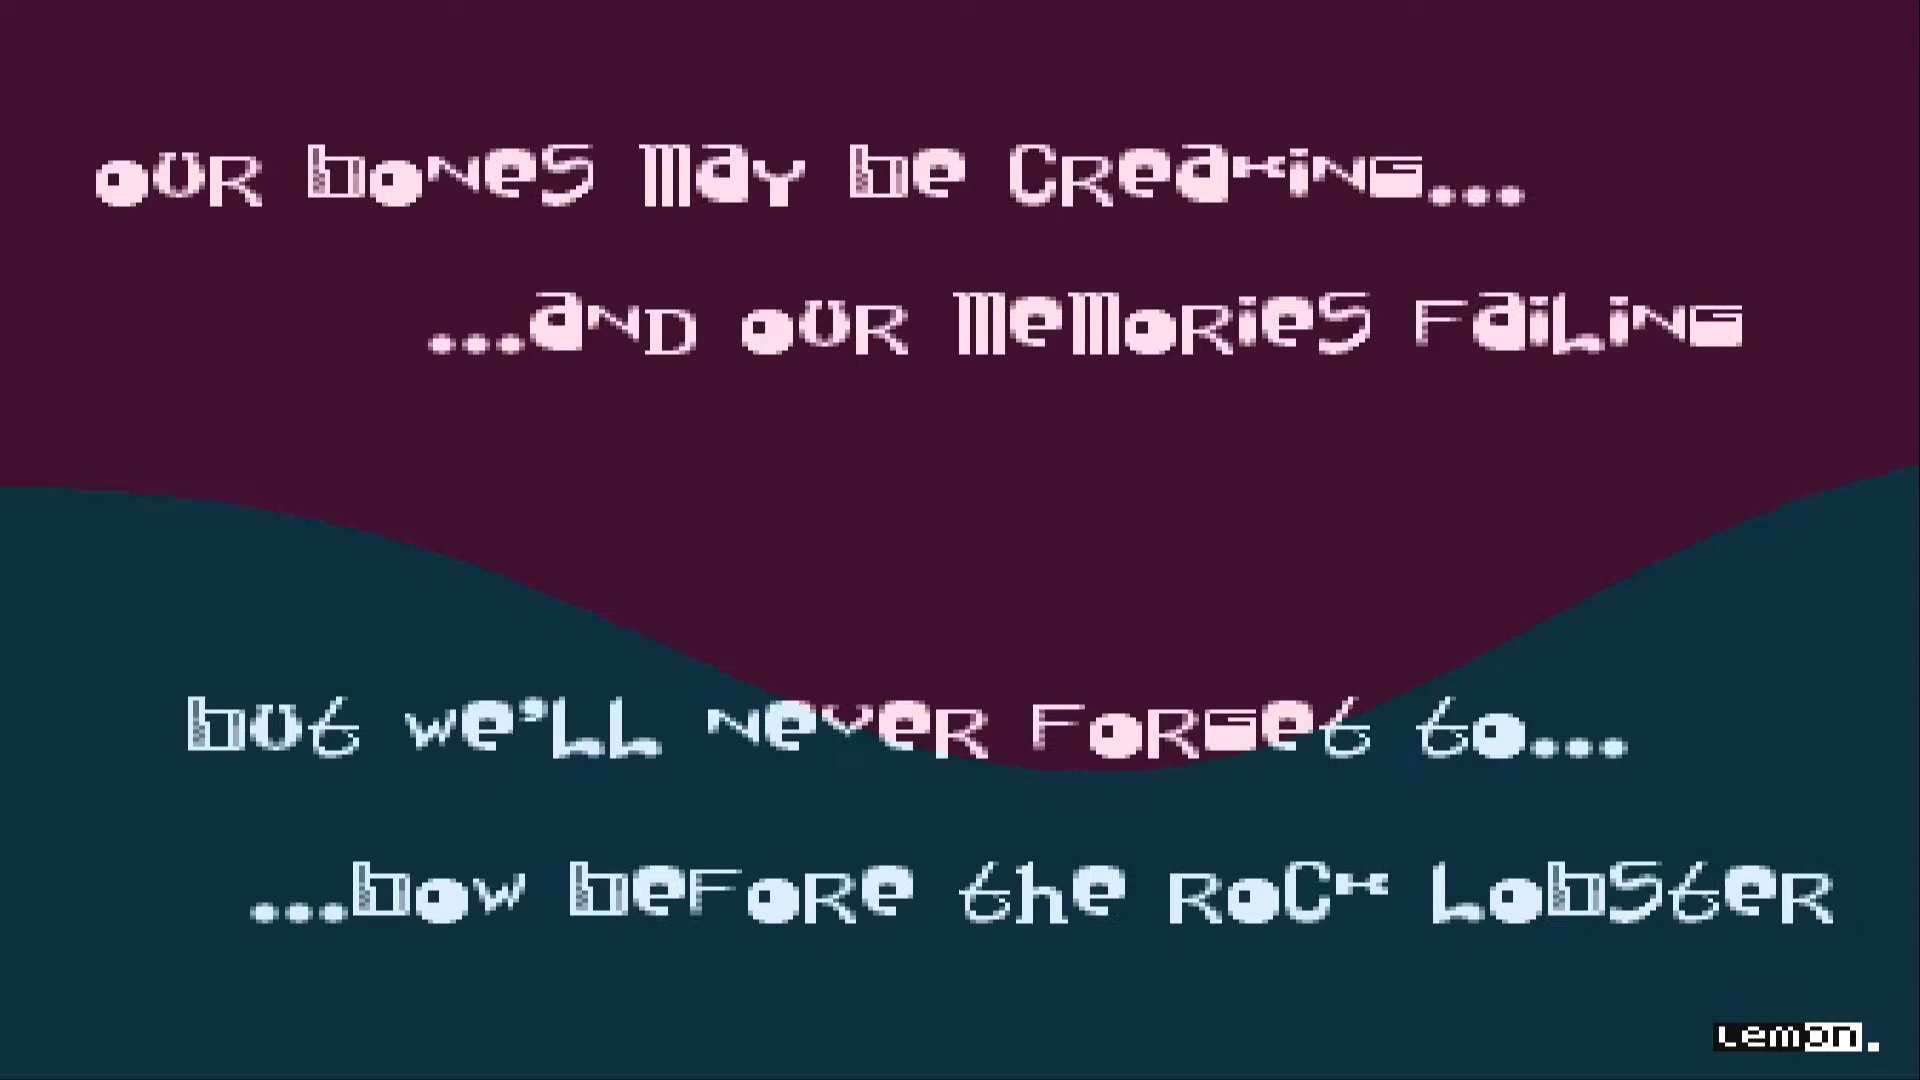 our bones may be creaking...
...and our memories failing
but we'll never forget to...
...bow before the rock lobster
Lemon.